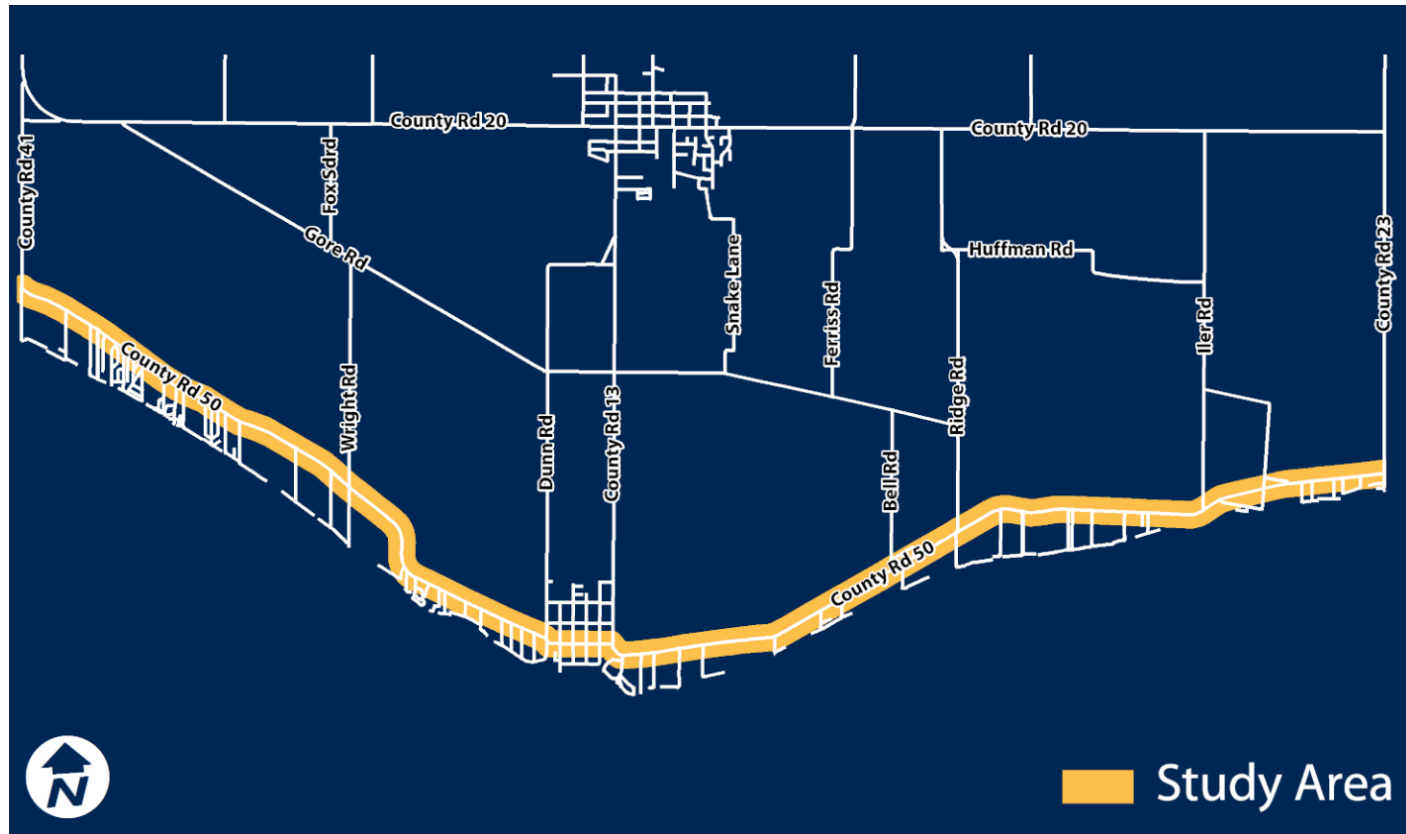 County Rd 20
County Rd 20
County Rd 41
Fox Sdrd
Gore Rd
Snake Lane
Huffman Rd
County Rd 23
Ferriss Rd
Iler Rd
County Rd 50
Wright Rd
Ridge Rd
Dunn Rd
County Rd 13
Bell Rd
County Rd 50
N
Study Area